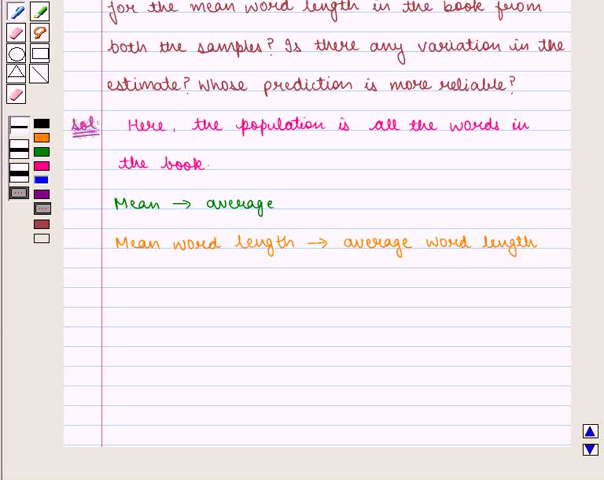 for the mean word length in the book from
both the samples? Is there any variation in the
estimate? Whose prediction is more reliable?
Sol. Here, the population is all the words in
the book.
Mean → average
Mean word length → average word length